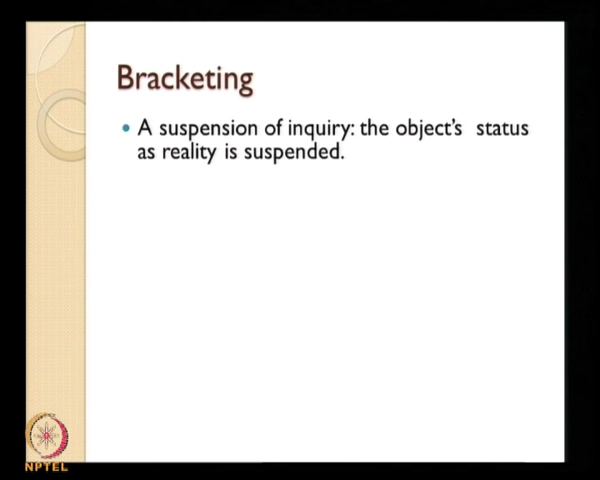 Bracketing
• A suspension of inquiry: the object's status
as reality is suspended.
NPTEL